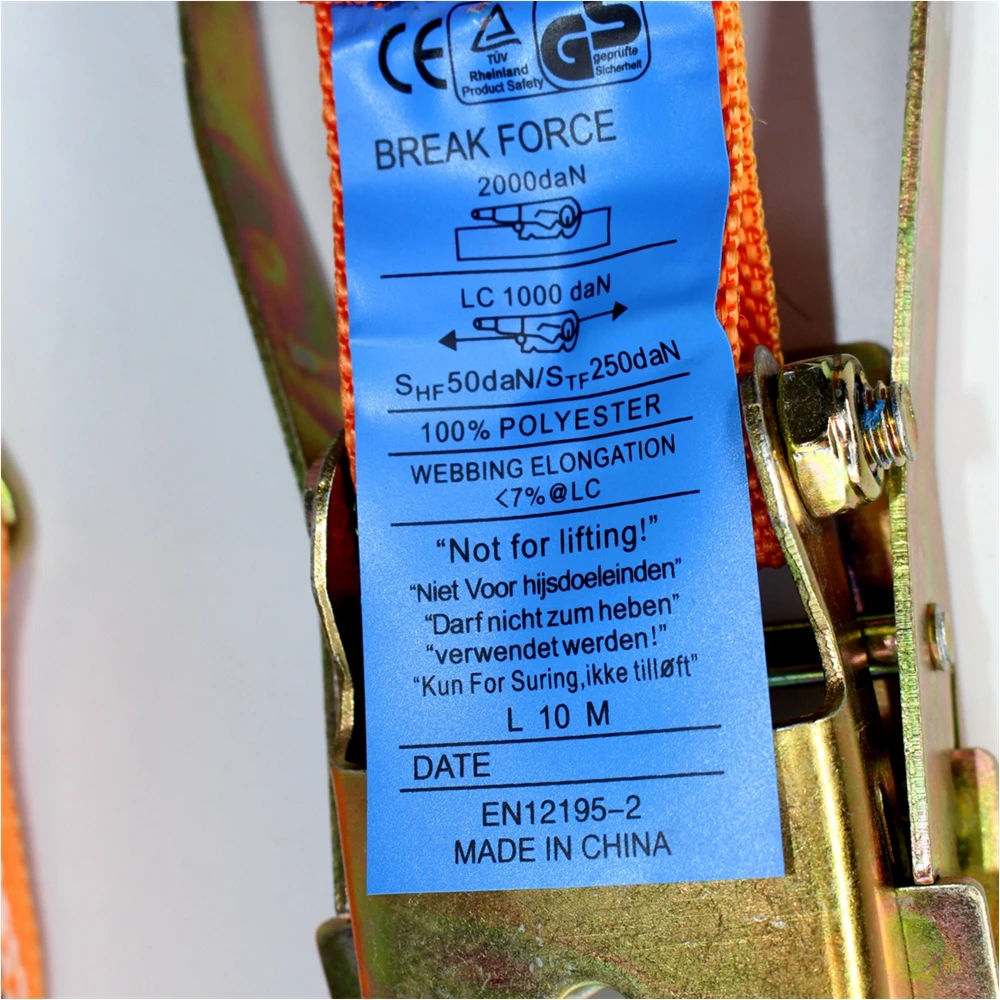 CE TÜV Rheinland Product Safety GS geprüfte Sicherheit
BREAK FORCE
2000daN
LC 1000 daN
SHF50daN/STF250daN
100% POLYESTER
WEBBING ELONGATION
<7%@LC
“Not for lifting!”
“Niet Voor hijsdoeleinden”
“Darf nicht zum heben”
“verwendet werden!”
“Kun For Suring,ikke tilløft”
L 10 M
DATE
EN12195-2
MADE IN CHINA